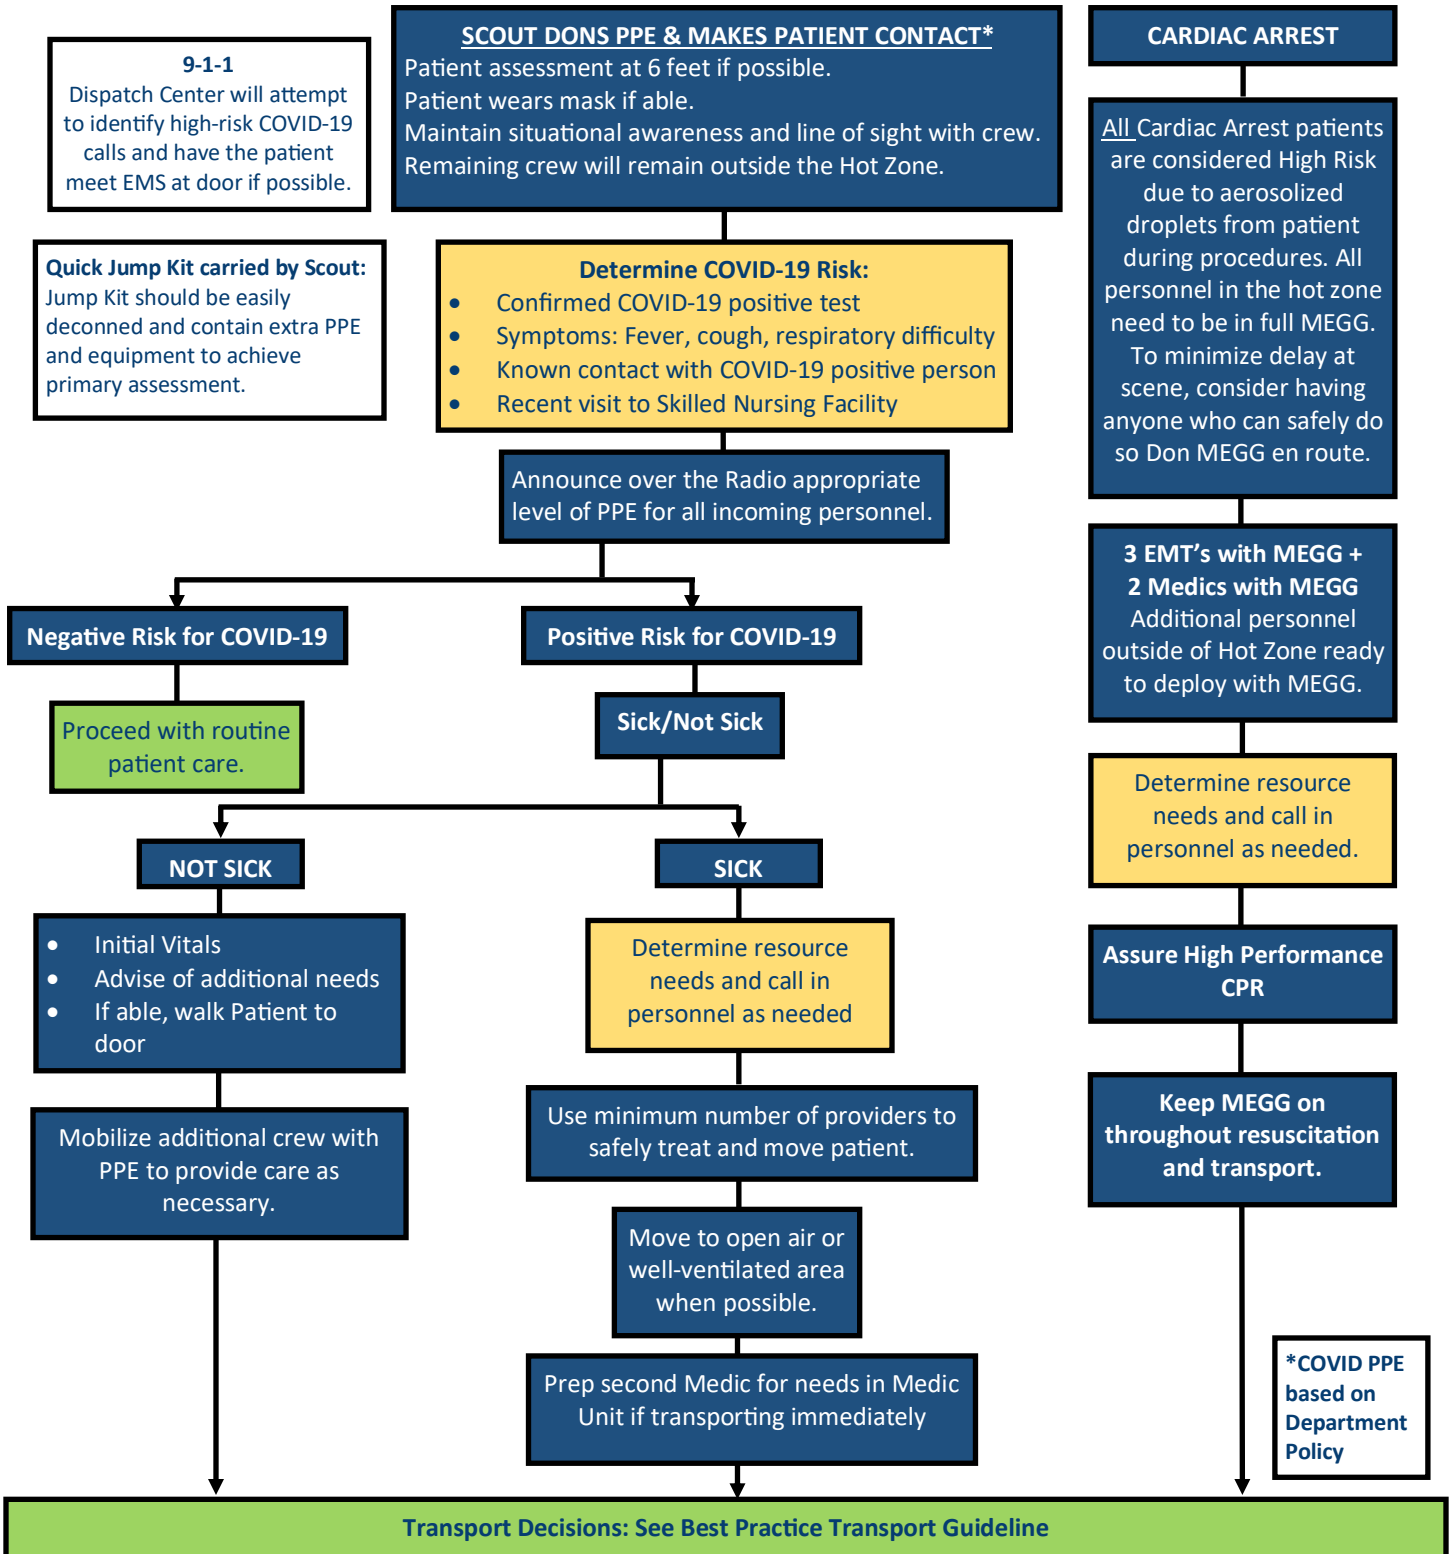 9-1-1
Dispatch Center will attempt
to identify high-risk COVID-19
calls and have the patient
meet EMS at door if possible.
Quick Jump Kit carried by Scout:
Jump Kit should be easily
deconned and contain extra PPE
and equipment to achieve
primary assessment.
SCOUT DONS PPE & MAKES PATIENT CONTACT*
Patient assessment at 6 feet if possible.
Patient wears mask if able.
Maintain situational awareness and line of sight with crew.
Remaining crew will remain outside the Hot Zone.
Determine COVID-19 Risk:
• Confirmed COVID-19 positive test
• Symptoms: Fever, cough, respiratory difficulty
• Known contact with COVID-19 positive person
• Recent visit to Skilled Nursing Facility
Announce over the Radio appropriate
level of PPE for all incoming personnel.
Negative Risk for COVID-19
Proceed with routine
patient care.
Positive Risk for COVID-19
Sick/Not Sick
NOT SICK
• Initial Vitals
• Advise of additional needs
• If able, walk Patient to
door
Mobilize additional crew with
PPE to provide care as
necessary.
SICK
Determine resource
needs and call in
personnel as needed
Use minimum number of providers to
safely treat and move patient.
Move to open air or
well-ventilated area
when possible.
Prep second Medic for needs in Medic
Unit if transporting immediately
CARDIAC ARREST
All Cardiac Arrest patients
are considered High Risk
due to aerosolized
droplets from patient
during procedures. All
personnel in the hot zone
need to be in full MEGG.
To minimize delay at
scene, consider having
anyone who can safely do
so Don MEGG en route.
3 EMT's with MEGG +
2 Medics with MEGG
Additional personnel
outside of Hot Zone ready
to deploy with MEGG.
Determine resource
needs and call in
personnel as needed.
Assure High Performance
CPR
Keep MEGG on
throughout resuscitation
and transport.
*COVID PPE
based on
Department
Policy
Transport Decisions: See Best Practice Transport Guideline